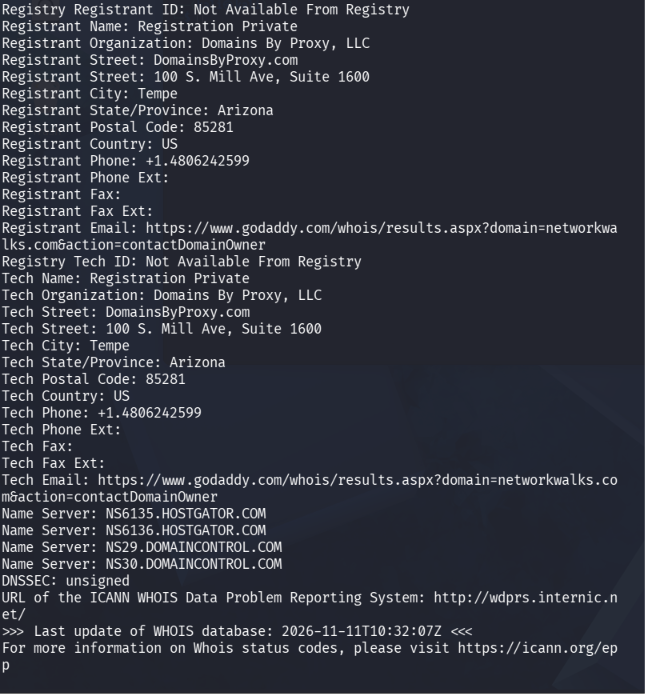 Registry Registrant ID: Not Available From Registry
Registrant Name: Registration Private
Registrant Organization: Domains By Proxy, LLC
Registrant Street: DomainsByProxy.com
Registrant Street: 100 S. Mill Ave, Suite 1600
Registrant City: Tempe
Registrant State/Province: Arizona
Registrant Postal Code: 85281
Registrant Country: US
Registrant Phone: +1.4806242599
Registrant Phone Ext:
Registrant Fax:
Registrant Fax Ext:
Registrant Email: https://www.godaddy.com/whois/results.aspx?domain=networkwa
lks.com&action=contactDomainOwner
Registry Tech ID: Not Available From Registry
Tech Name: Registration Private
Tech Organization: Domains By Proxy, LLC
Tech Street: DomainsByProxy.com
Tech Street: 100 S. Mill Ave, Suite 1600
Tech City: Tempe
Tech State/Province: Arizona
Tech Postal Code: 85281
Tech Country: US
Tech Phone: +1.4806242599
Tech Phone Ext:
Tech Fax:
Tech Fax Ext:
Tech Email: https://www.godaddy.com/whois/results.aspx?domain=networkwalks.co
m&action=contactDomainOwner
Name Server: NS6135.HOSTGATOR.COM
Name Server: NS6136.HOSTGATOR.COM
Name Server: NS29.DOMAINCONTROL.COM
Name Server: NS30.DOMAINCONTROL.COM
DNSSEC: unsigned
URL of the ICANN WHOIS Data Problem Reporting System: http://wdprs.internic.n
et/
>>> Last update of WHOIS database: 2026-11-11T10:32:07Z <<<
For more information on Whois status codes, please visit https://icann.org/ep
p